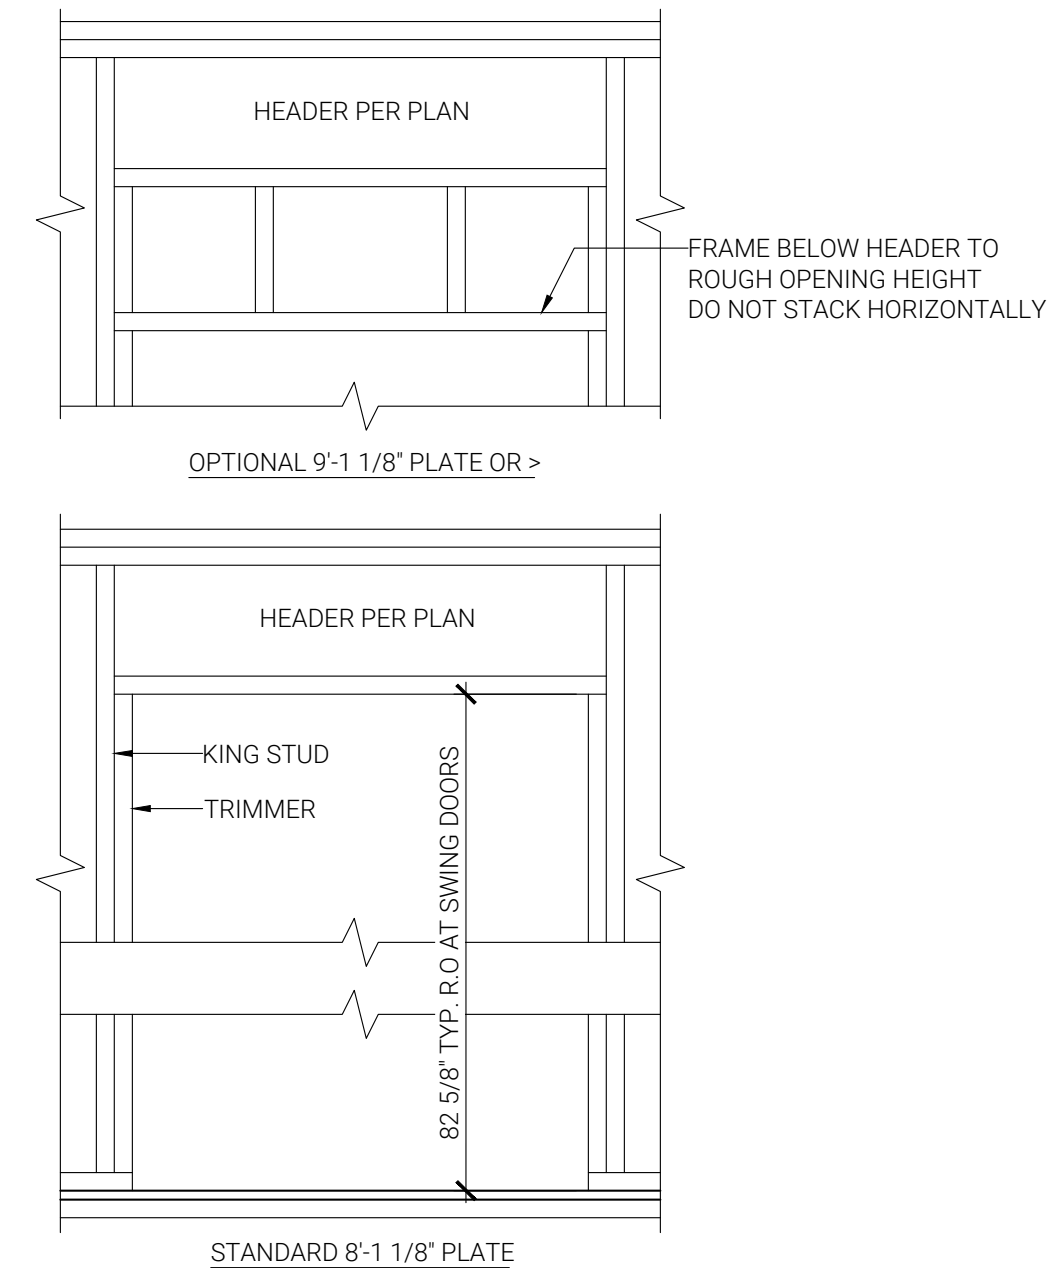 HEADER PER PLAN
FRAME BELOW HEADER TO
ROUGH OPENING HEIGHT
DO NOT STACK HORIZONTALLY
OPTIONAL 9'-1 1/8" PLATE OR >
HEADER PER PLAN
KING STUD
TRIMMER
82 5/8" TYP. R.O AT SWING DOORS
STANDARD 8'-1 1/8" PLATE